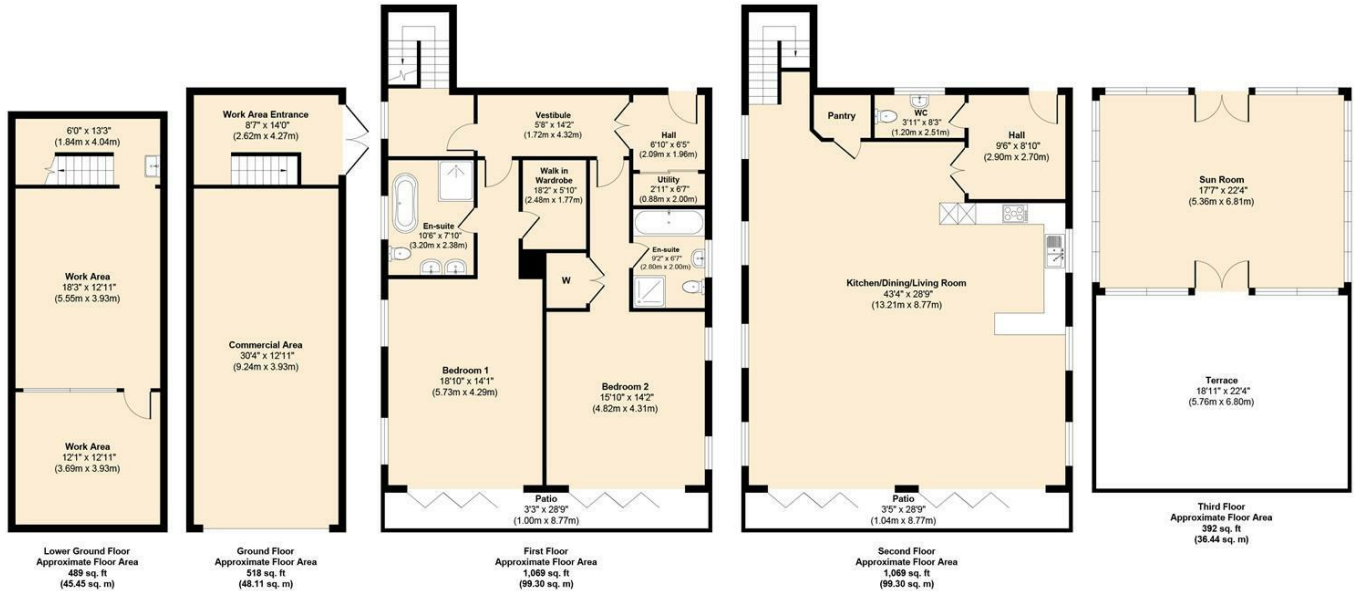 6'0" x 13'3"
(1.84m x 4.04m)
Work Area
18'3" x 12'11"
(5.55m x 3.93m)
Work Area
12'1" x 12'11"
(3.69m x 3.93m)
Lower Ground Floor
Approximate Floor Area
489 sq. ft
(45.45 sq. m)
Work Area Entrance
8'7" x 14'0"
(2.62m x 4.27m)
Commercial Area
30'4" x 12'11"
(9.24m x 3.93m)
Ground Floor
Approximate Floor Area
518 sq. ft
(48.11 sq. m)
Vestibule
5'8" x 14'2"
(1.72m x 4.32m)
Hall
6'10" x 6'5"
(2.09m x 1.96m)
Walk in
Wardrobe
18'2" x 5'10"
(2.48m x 1.77m)
Utility
2'11" x 6'7"
(0.88m x 2.00m)
En-suite
10'6" x 7'10"
(3.20m x 2.38m)
En-suite
9'2" x 6'7"
(2.80m x 2.00m)
W
Bedroom 1
18'10" x 14'1"
(5.73m x 4.29m)
Bedroom 2
15'10" x 14'2"
(4.82m x 4.31m)
Patio
3'3" x 28'9"
(1.00m x 8.77m)
First Floor
Approximate Floor Area
1,069 sq. ft
(99.30 sq. m)
Pantry
WC
3'11" x 8'3"
(1.20m x 2.51m)
Hall
9'6" x 8'10"
(2.90m x 2.70m)
Kitchen/Dining/Living Room
43'4" x 28'9"
(13.21m x 8.77m)
Patio
3'5" x 28'9"
(1.04m x 8.77m)
Second Floor
Approximate Floor Area
1,069 sq. ft
(99.30 sq. m)
Sun Room
17'7" x 22'4"
(5.36m x 6.81m)
Terrace
18'11" x 22'4"
(5.76m x 6.80m)
Third Floor
Approximate Floor Area
392 sq. ft
(36.44 sq. m)